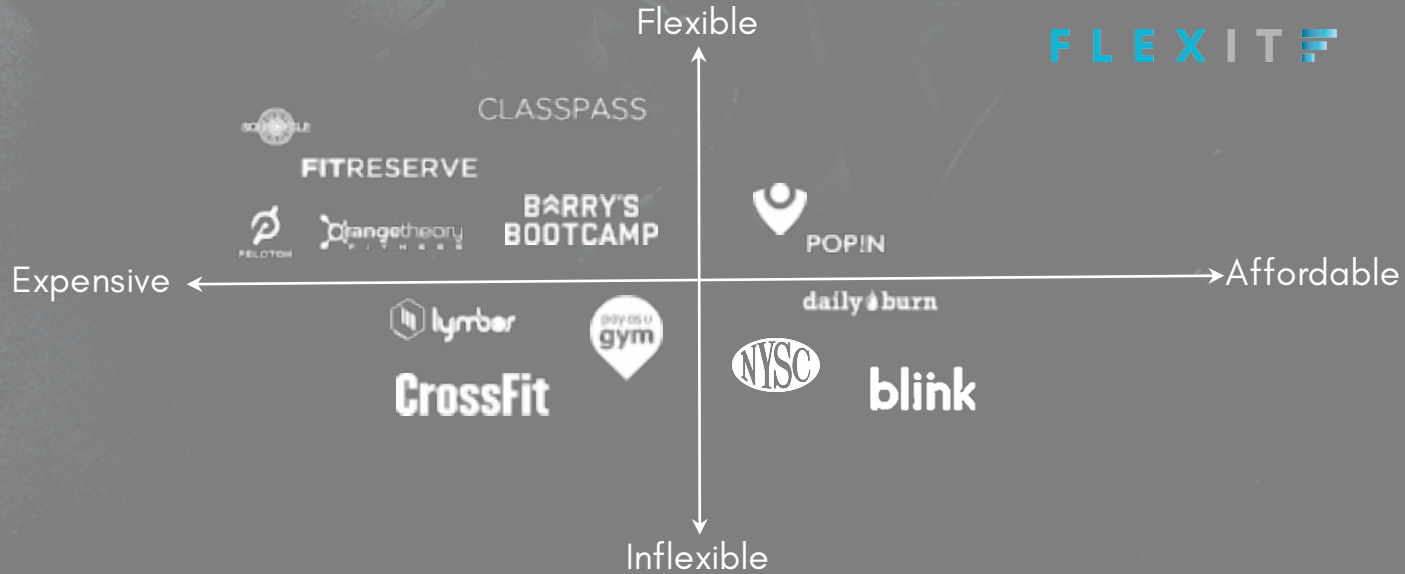 Flexible
FLEXIT
CLASSPASS
FITRESERVE
BARRY'S
BOOTCAMP
PELOTON
orangetheory
FITNESS
POP!N
Expensive
Affordable
daily burn
lymber
pay as u
gym
NYSC
blink
CrossFit
Inflexible